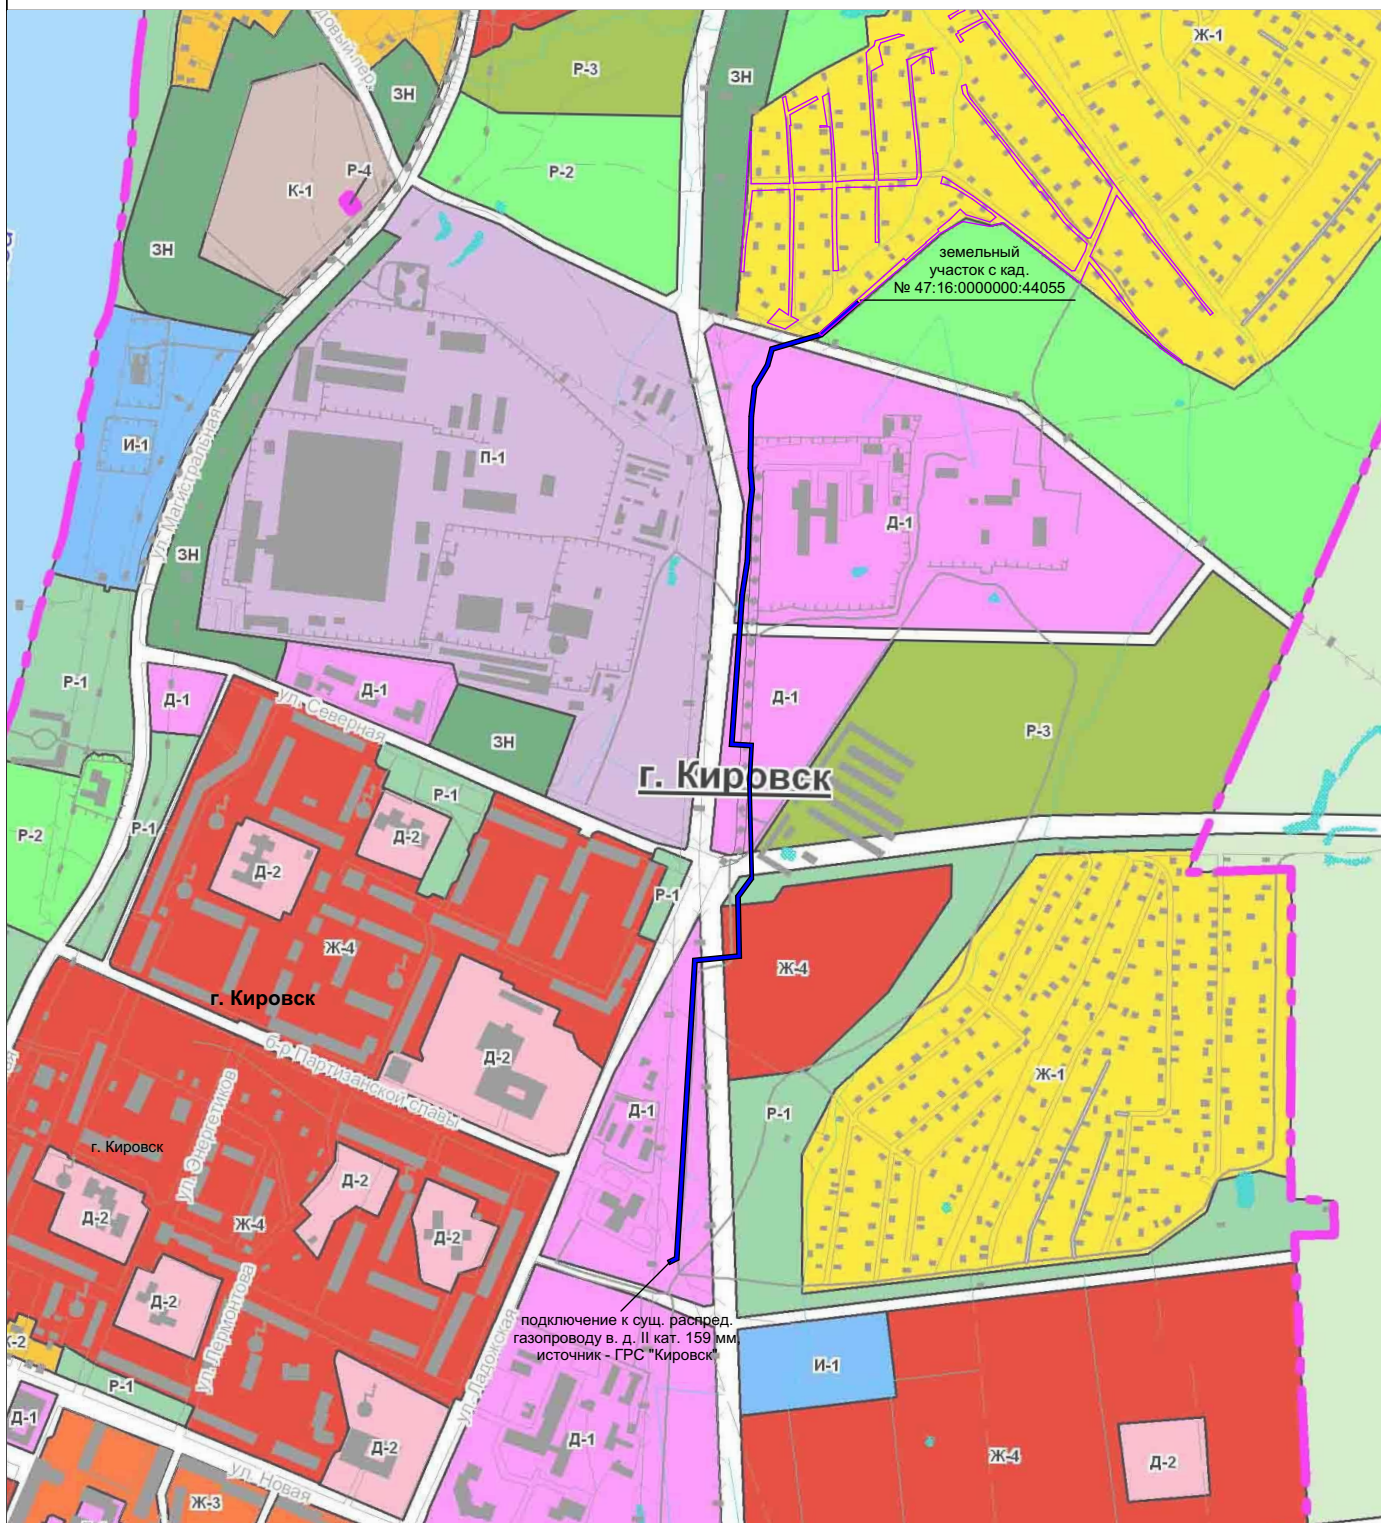 Ж-1
Р-3
ЗН
ЗН
Р-2
Р-4
К-1
ЗН
земельный
участок с кад.
№ 47:16:0000000:44055
И-1
ул. Магистральная
П-1
Д-1
ЗН
Р-1
Д-1
Д-1
ул. Северная
ЗН
Д-1
Р-3
г. Кировск
Р-1
Р-2
Р-1
Д-2
Д-2
Р-1
Ж-4
Ж-4
г. Кировск
б-р Партизанской славы
Д-2
Ж-1
Д-1
Р-1
г. Кировск
ул. Энергетиков
Д-2
Д-2
Ж-4
Д-2
Д-2
ул. Лермонтова
ул. Ладожская
подключение к сущ. распред.
газопроводу в. д. II кат. 159 мм,
источник - ГРС "Кировск"
И-1
Р-1
Д-1
Д-2
Д-1
Ж-4
Д-2
ул. Новая
Ж-3